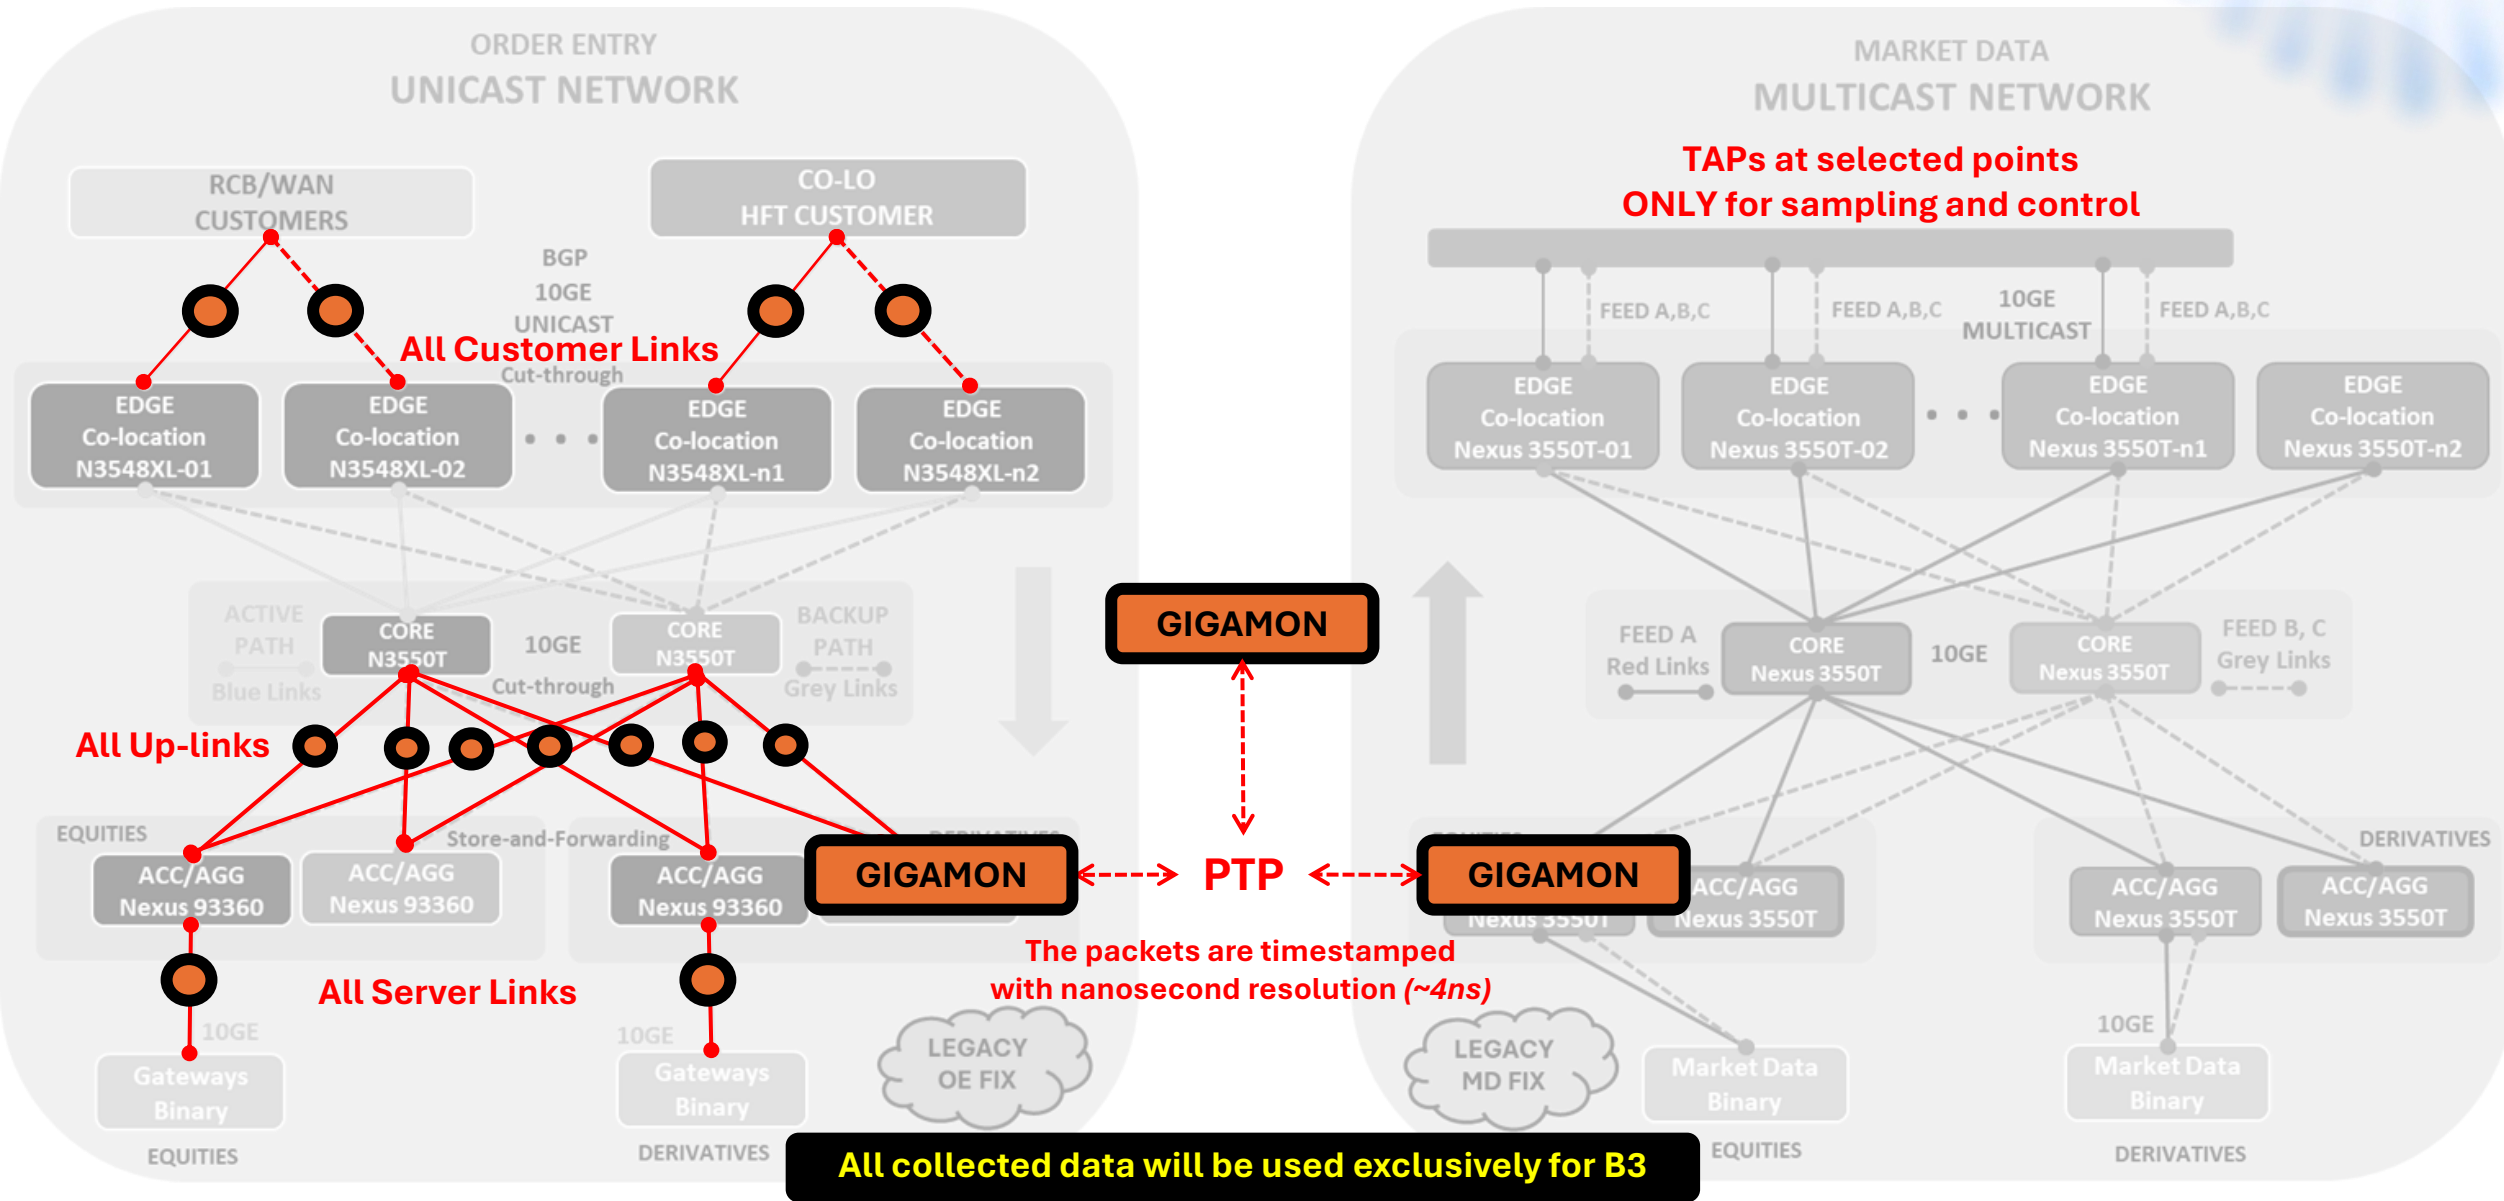 ORDER ENTRY
UNICAST NETWORK
RCB/WAN
CUSTOMERS
CO-LO
HFT CUSTOMER
BGP
10GE
UNICAST
All Customer Links
Cut-through
EDGE
Co-location
N3548XL-01
EDGE
Co-location
N3548XL-02
EDGE
Co-location
N3548XL-n1
EDGE
Co-location
N3548XL-n2
ACTIVE
PATH
Blue Links
CORE
N3550T
10GE
Cut-through
CORE
N3550T
BACKUP
PATH
Grey Links
All Up-links
EQUITIES
Store-and-Forwarding
ACC/AGG
Nexus 93360
ACC/AGG
Nexus 93360
ACC/AGG
Nexus 93360
DERIVATIVES
All Server Links
10GE
Gateways
Binary
EQUITIES
10GE
Gateways
Binary
DERIVATIVES
LEGACY
OE FIX
GIGAMON
GIGAMON
PTP
GIGAMON
The packets are timestamped
with nanosecond resolution (~4ns)
MARKET DATA
MULTICAST NETWORK
TAPs at selected points
ONLY for sampling and control
FEED A,B,C
FEED A,B,C
10GE
MULTICAST
FEED A,B,C
EDGE
Co-location
Nexus 3550T-01
EDGE
Co-location
Nexus 3550T-02
EDGE
Co-location
Nexus 3550T-n1
EDGE
Co-location
Nexus 3550T-n2
FEED A
Red Links
CORE
Nexus 3550T
10GE
CORE
Nexus 3550T
FEED B, C
Grey Links
EQUITIES
Nexus 3550T
ACC/AGG
Nexus 3550T
DERIVATIVES
ACC/AGG
Nexus 3550T
ACC/AGG
Nexus 3550T
LEGACY
MD FIX
Market Data
Binary
EQUITIES
10GE
Market Data
Binary
DERIVATIVES
All collected data will be used exclusively for B3